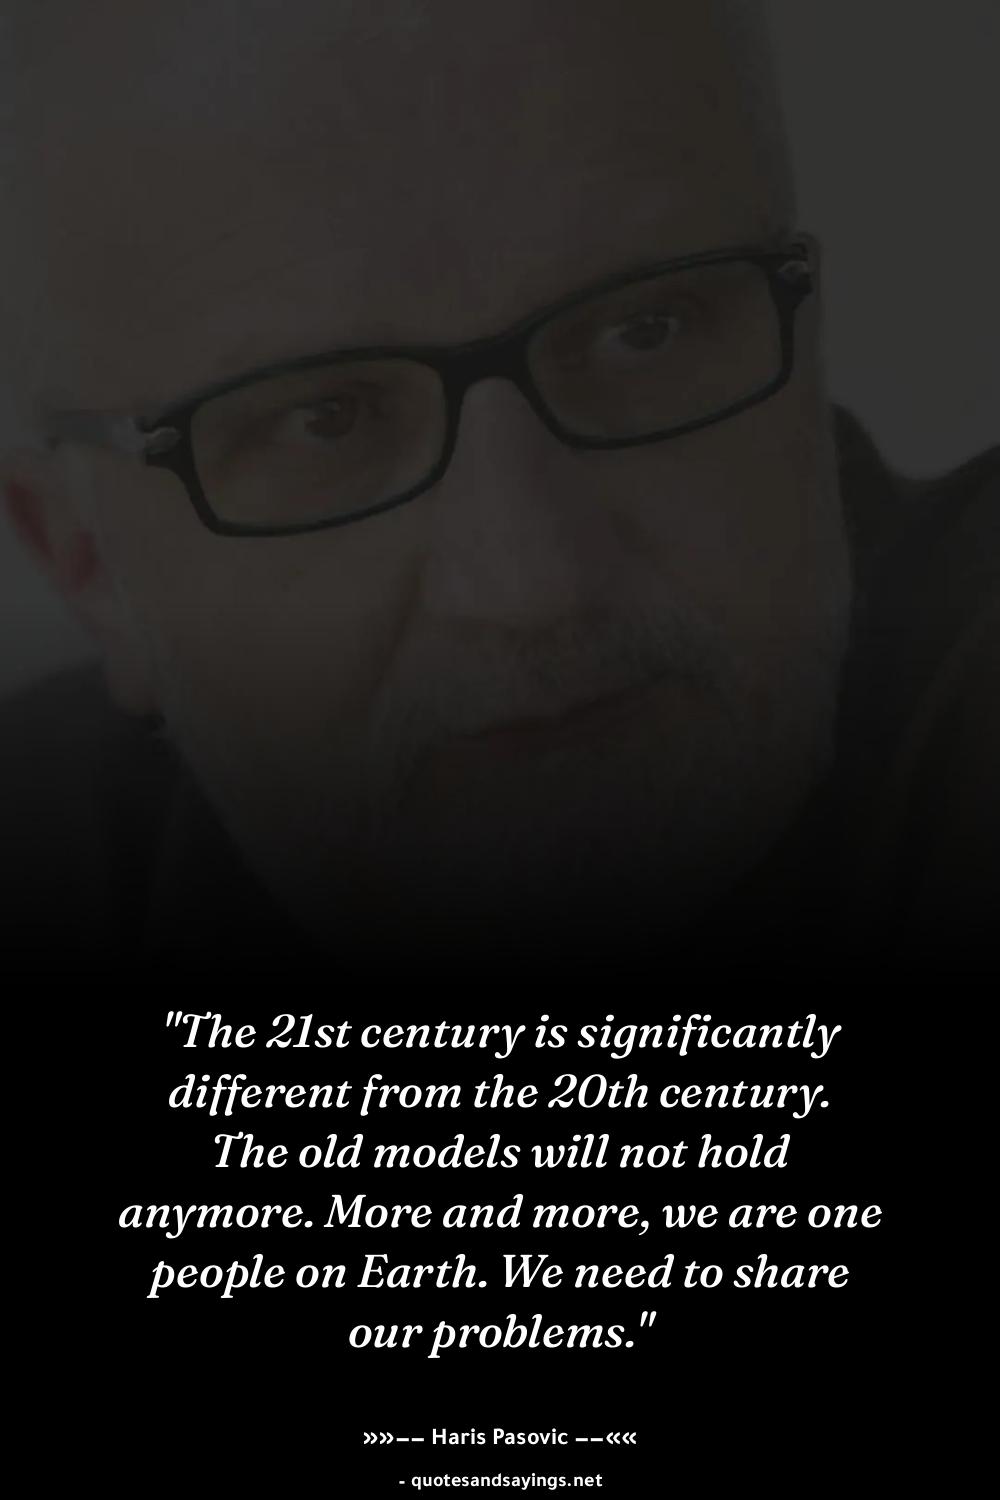 "The 21st century is significantly
different from the 20th century.
The old models will not hold
anymore. More and more, we are one
people on Earth. We need to share
our problems."
»»—— Haris Pasovic ——««
- quotesandsayings.net